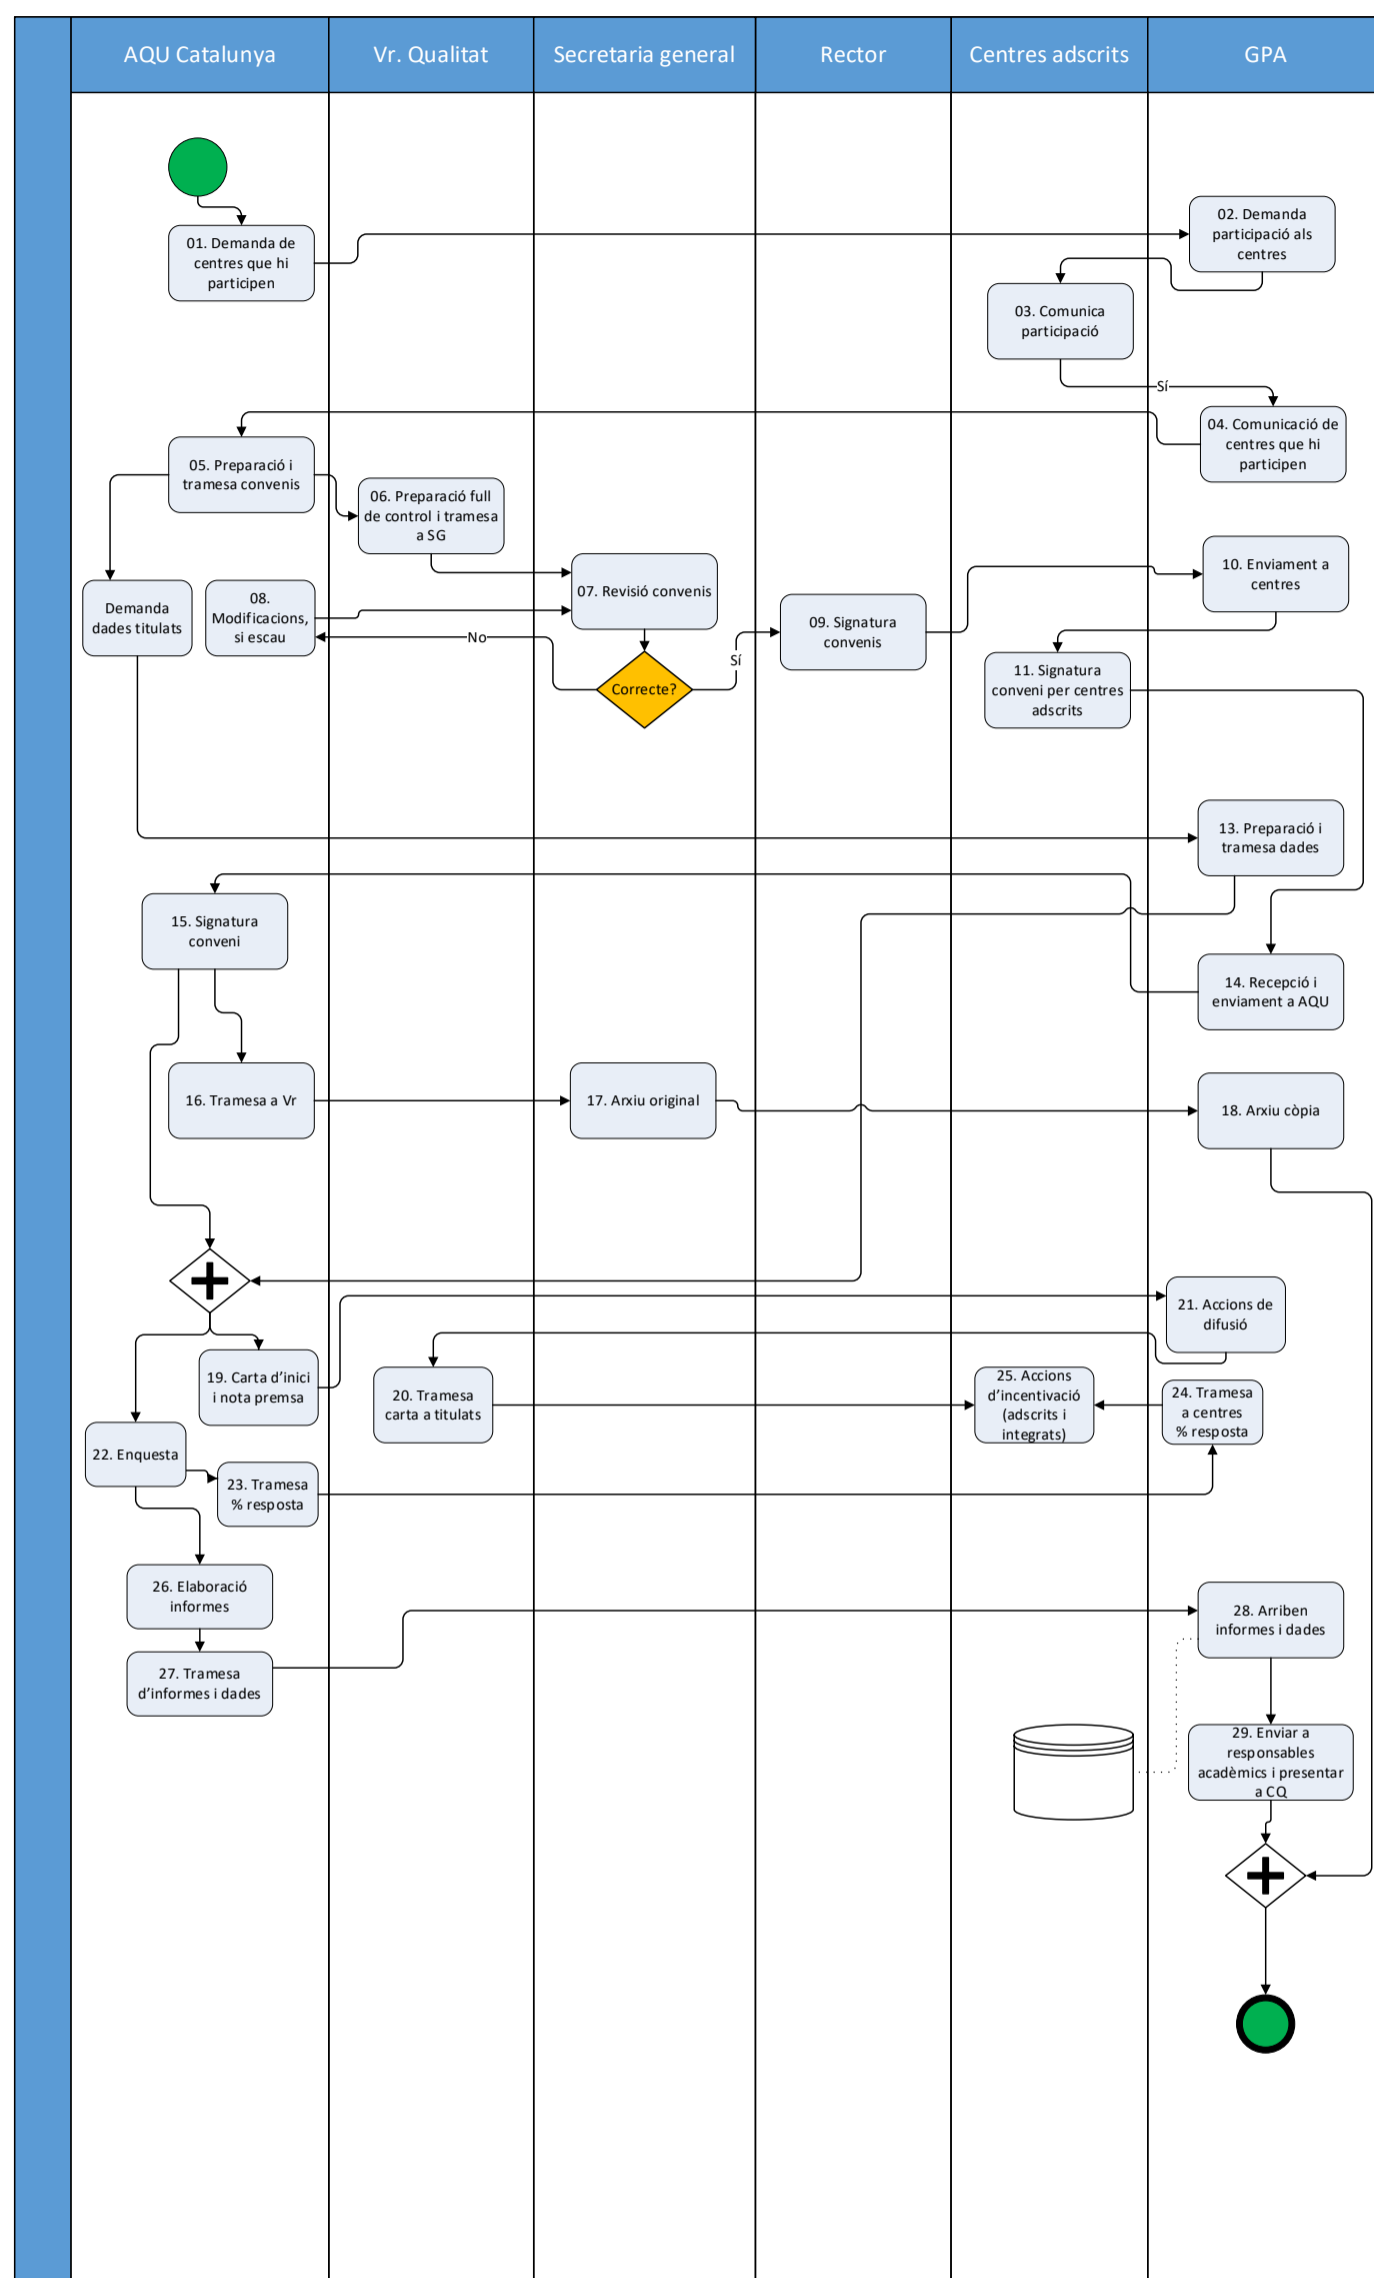 AQU Catalunya
Vr. Qualitat
Secretaria general
Rector
Centres adscrits
GPA
01. Demanda de
centres que hi
participen
02. Demanda
participació als
centres
03. Comunica
participació
Sí
04. Comunicació de
centres que hi
participen
05. Preparació i
tramesa convenis
06. Preparació full
de control i tramesa
a SG
07. Revisió convenis
Demanda
dades titulats
08.
Modificacions,
si escau
No
Correcte?
Sí
09. Signatura
convenis
10. Enviament a
centres
11. Signatura
conveni per centres
adscrits
13. Preparació i
tramesa dades
15. Signatura
conveni
14. Recepció i
enviament a AQU
16. Tramesa a Vr
17. Arxiu original
18. Arxiu còpia
21. Accions de
difusió
19. Carta d'inici
i nota premsa
20. Tramesa
carta a titulats
25. Accions
d'incentivació
(adscrits i
integrats)
24. Tramesa
a centres
% resposta
22. Enquesta
23. Tramesa
% resposta
26. Elaboració
informes
28. Arriben
informes i dades
27. Tramesa
d'informes i dades
29. Enviar a
responsables
acadèmics i presentar
a CQ